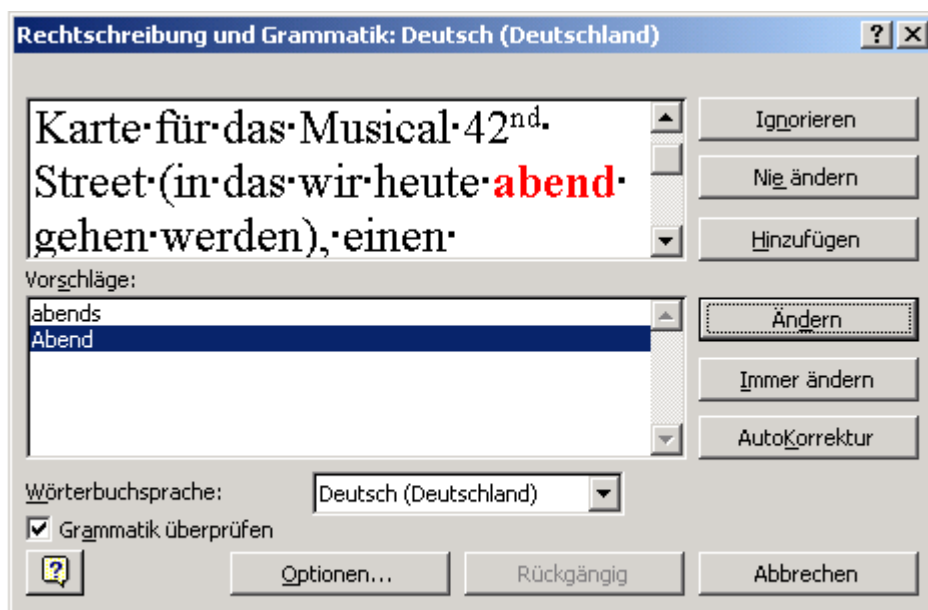 Rechtschreibung und Grammatik: Deutsch (Deutschland)
Karte·für·das·Musical·42nd·
Street·(in·das·wir·heute·abend·
gehen·werden),·einen·
Ignorieren
Nie ändern
Hinzufügen
Vorschläge:
abends
Abend
Ändern
Immer ändern
AutoKorrektur
Wörterbuchsprache:
Deutsch (Deutschland)
Grammatik überprüfen
Optionen...
Rückgängig
Abbrechen